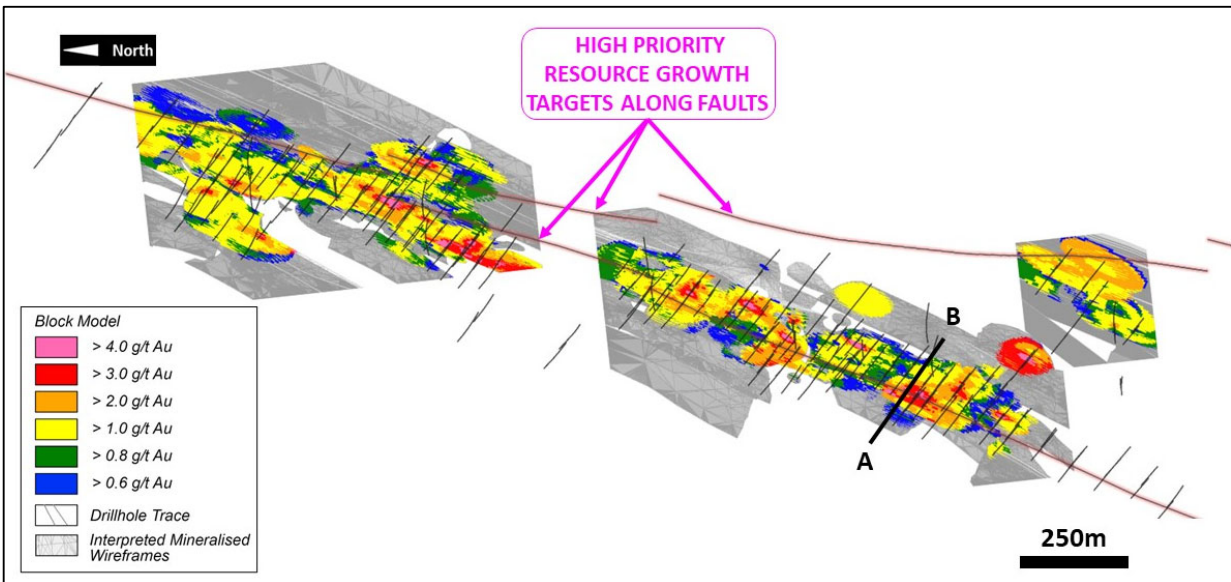 North
HIGH PRIORITY
RESOURCE GROWTH
TARGETS ALONG FAULTS
B
A
Block Model
> 4.0 g/t Au
> 3.0 g/t Au
> 2.0 g/t Au
> 1.0 g/t Au
> 0.8 g/t Au
> 0.6 g/t Au
Drillhole Trace
Interpreted Mineralised
Wireframes
250m